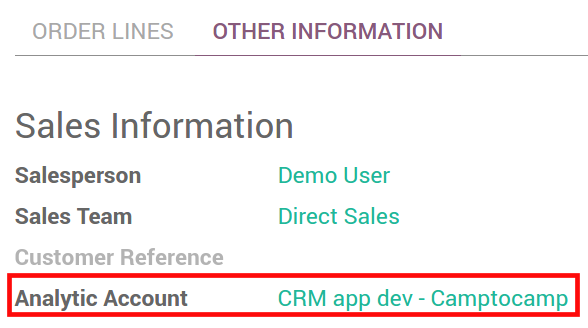 ORDER LINES OTHER INFORMATION
Sales Information
Salesperson Demo User
Sales Team Direct Sales
Customer Reference
Analytic Account CRM app dev - Camptocamp